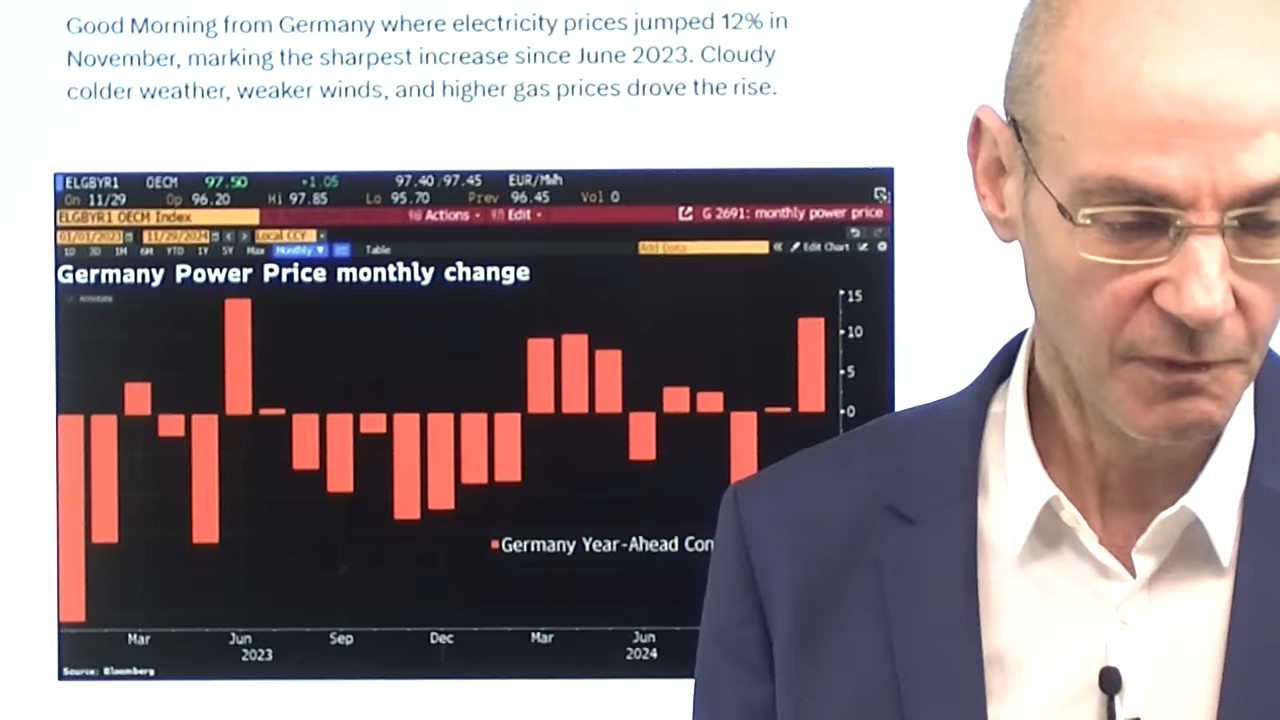 Good Morning from Germany where electricity prices jumped 12% in
November, marking the sharpest increase since June 2023. Cloudy
colder weather, weaker winds, and higher gas prices drove the rise.
ELGBYR1 OECM 97.50 +1.05 97.40/97.45 EUR/MWh
On 11/29 Op 96.20 Hi 97.85 Lo 95.70 Prev 96.45 Vol 0
ELGBYR1 OECM Index Actions Edit G 2691: monthly power price
01/01/2023 11/29/2024 Local CCY
1D 3D 1M 6M YTD 1Y 5Y Max Monthly ▼ Table Add Data « Edit Chart
Germany Power Price monthly change
Annotate
15
10
5
0
Germany Year-Ahead Con
Mar Jun Sep Dec Mar Jun
2023 2024
Source: Bloomberg